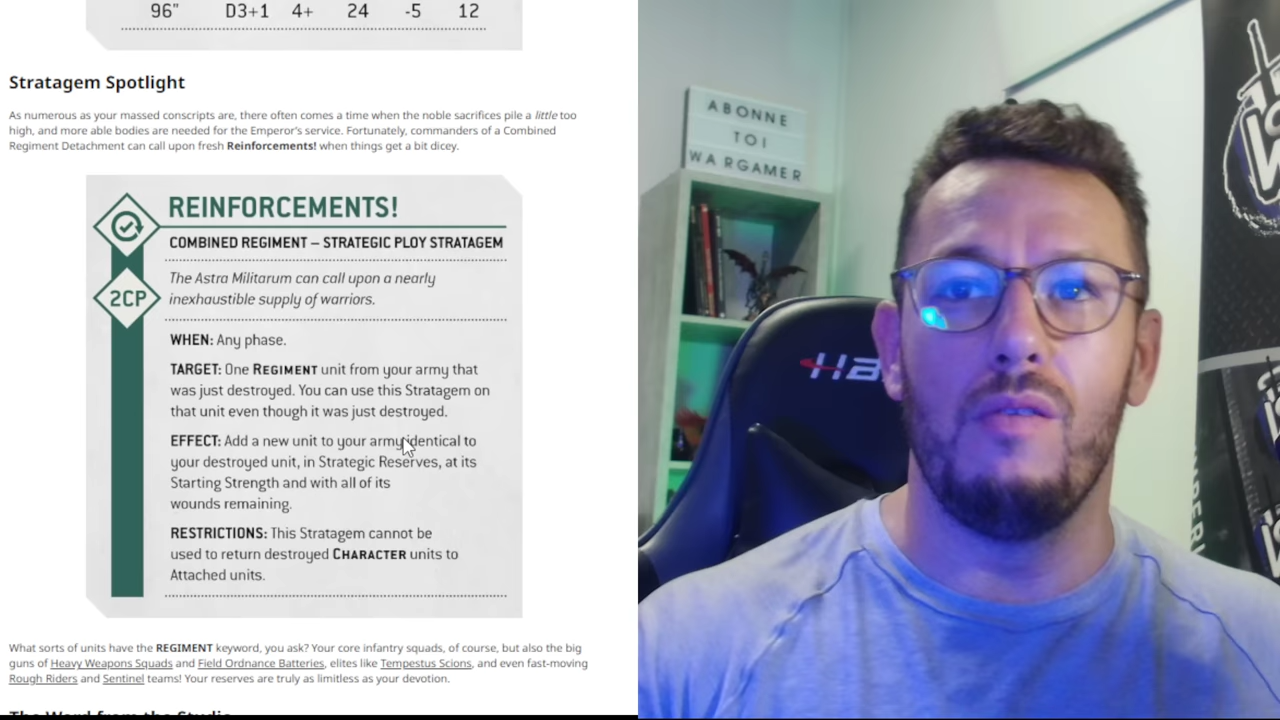 96" D3+1 4+ 24 -5 12
Stratagem Spotlight
As numerous as your massed conscripts are, there often comes a time when the noble sacrifices pile a little too
high, and more able bodies are needed for the Emperor's service. Fortunately, commanders of a Combined
Regiment Detachment can call upon fresh Reinforcements! when things get a bit dicey.
REINFORCEMENTS!
COMBINED REGIMENT – STRATEGIC PLOY STRATAGEM
The Astra Militarum can call upon a nearly
inexhaustible supply of warriors.
2CP
WHEN: Any phase.
TARGET: One REGIMENT unit from your army that
was just destroyed. You can use this Stratagem on
that unit even though it was just destroyed.
EFFECT: Add a new unit to your army identical to
your destroyed unit, in Strategic Reserves, at its
Starting Strength and with all of its
wounds remaining.
RESTRICTIONS: This Stratagem cannot be
used to return destroyed CHARACTER units to
Attached units.
What sorts of units have the REGIMENT keyword, you ask? Your core infantry squads, of course, but also the big
guns of Heavy Weapons Squads and Field Ordnance Batteries, elites like Tempestus Scions, and even fast-moving
Rough Riders and Sentinel teams! Your reserves are truly as limitless as your devotion.
The Word from the Studio
ABONNE
TOI
WARGAMER